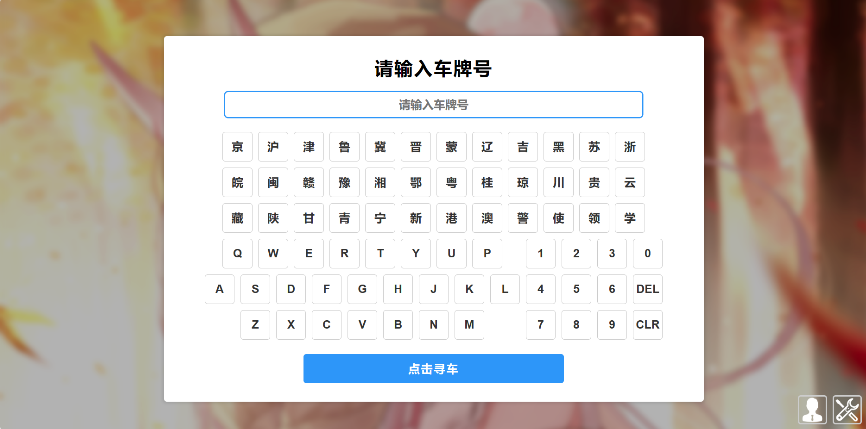 请输入车牌号
请输入车牌号
京 沪 津 鲁 冀 晋 蒙 辽 吉 黑 苏 浙
皖 闽 赣 豫 湘 鄂 粤 桂 琼 川 贵 云
藏 陕 甘 青 宁 新 港 澳 警 使 领 学
Q W E R T Y U P 1 2 3 0
A S D F G H J K L 4 5 6 DEL
Z X C V B N M 7 8 9 CLR
点击寻车